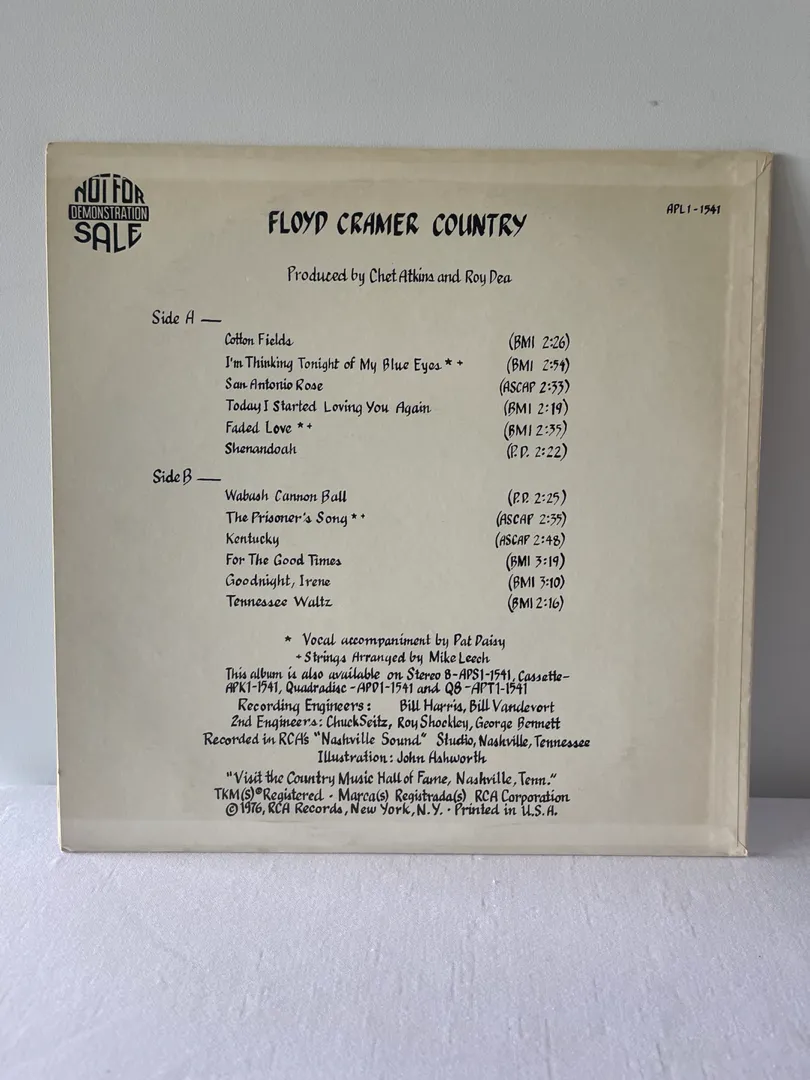 NOT FOR
DEMONSTRATION
SALE
APL1-1541
FLOYD CRAMER COUNTRY
Produced by Chet Atkins and Roy Dea
Side A —
Cotton Fields (BMI 2:26)
I'm Thinking Tonight of My Blue Eyes * + (BMI 2:54)
San Antonio Rose (ASCAP 2:33)
Today I Started Loving You Again (BMI 2:19)
Faded Love * + (BMI 2:35)
Shenandoah (P.D. 2:22)
Side B —
Wabash Cannon Ball (P.D. 2:25)
The Prisoner's Song * + (ASCAP 2:35)
Kentucky (ASCAP 2:48)
For The Good Times (BMI 3:19)
Goodnight, Irene (BMI 3:10)
Tennessee Waltz (BMI 2:16)
* Vocal accompaniment by Pat Daisy
+ Strings Arranged by Mike Leech
This album is also available on Stereo 8-APS1-1541, Cassette-
APK1-1541, Quadradisc-APD1-1541 and Q8-APT1-1541
Recording Engineers: Bill Harris, Bill Vandevort
2nd Engineers: Chuck Seitz, Roy Shockley, George Bennett
Recorded in RCA's "Nashville Sound" Studio, Nashville, Tennessee
Illustration: John Ashworth
"Visit the Country Music Hall of Fame, Nashville, Tenn."
TMK(S)® Registered · Marca(s) Registrada(s) RCA Corporation
© 1976, RCA Records, New York, N.Y. · Printed in U.S.A.